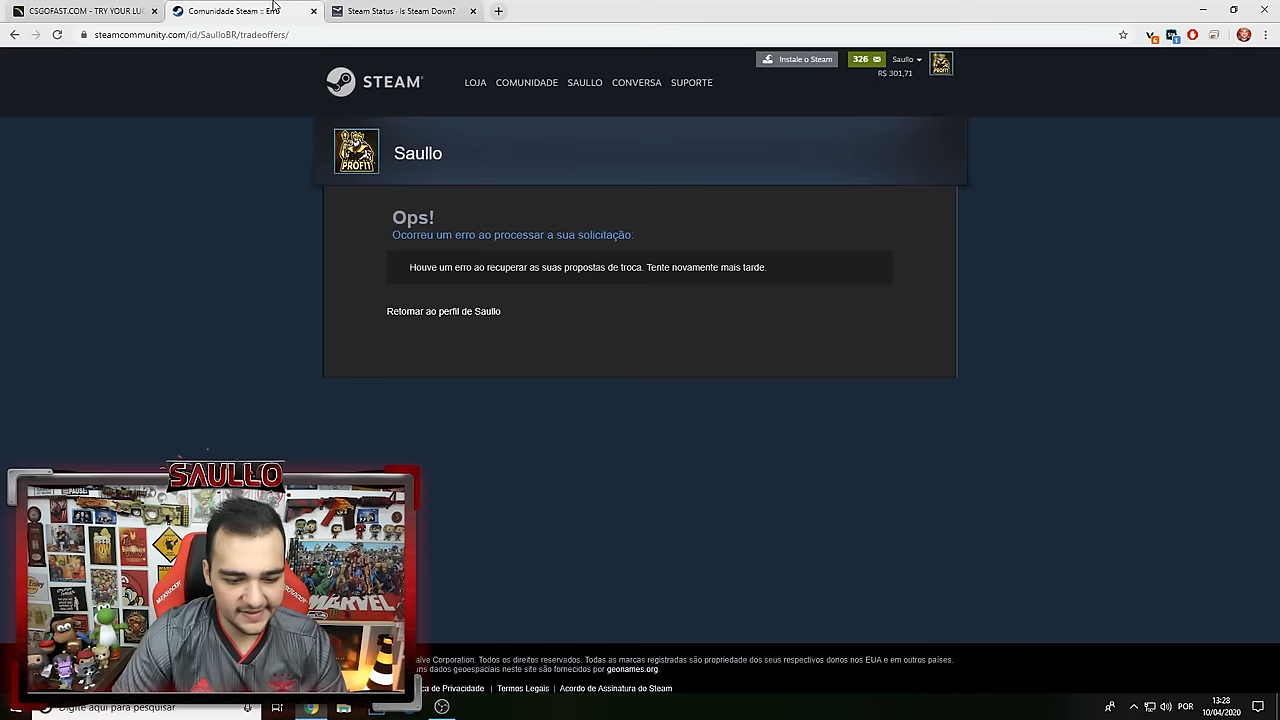 CSGOFAST.COM - TRY YOUR LUC
Comunidade Steam :: Erro
Steam Status · Is Steam Down?
steamcommunity.com/id/SaulloBR/tradeoffers/
Instale o Steam
326
Saullo
R$ 301,71
STEAM
LOJA COMUNIDADE SAULLO CONVERSA SUPORTE
PROFIT
Saullo
Ops!
Ocorreu um erro ao processar a sua solicitação:
Houve um erro ao recuperar as suas propostas de troca. Tente novamente mais tarde.
Retornar ao perfil de Saullo
SAULLO
MARVEL
alve Corporation. Todos os direitos reservados. Todas as marcas registradas são propriedade dos seus respectivos donos nos EUA e em outros países.
ns dados geoespaciais neste site são fornecidos por geonames.org.
ca de Privacidade | Termos Legais | Acordo de Assinatura do Steam
Digite aqui para pesquisar
POR
13:28
10/04/2020